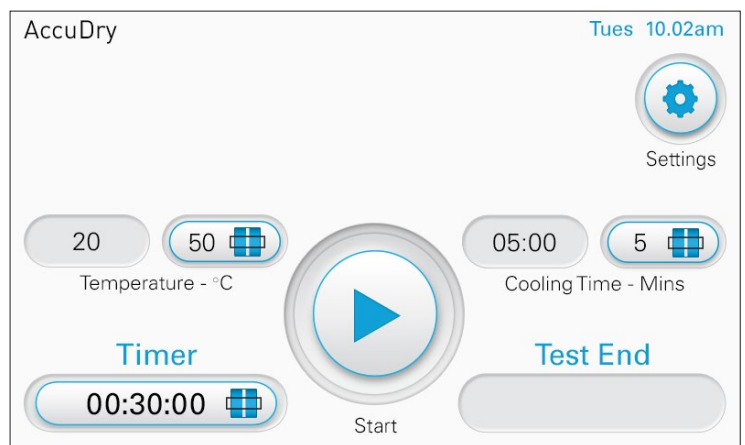 AccuDry
Tues 10.02am
Settings
20 50 05:00 5
Temperature - °C Cooling Time - Mins
Timer Test End
00:30:00
Start